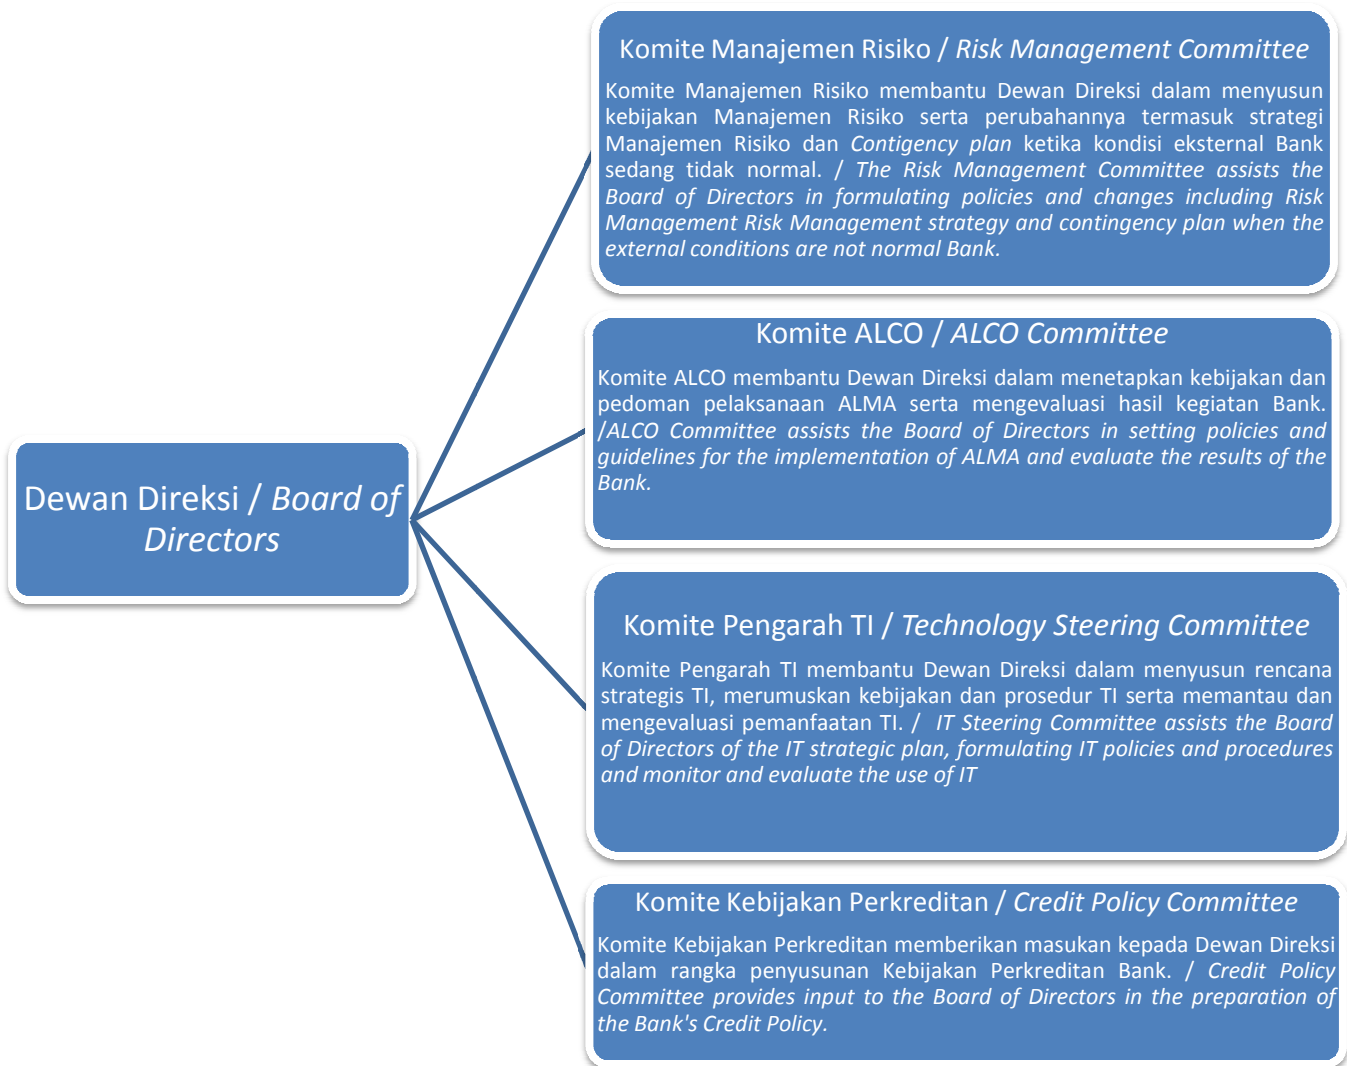 Komite Manajemen Risiko / Risk Management Committee
Komite Manajemen Risiko membantu Dewan Direksi dalam menyusun
kebijakan Manajemen Risiko serta perubahannya termasuk strategi
Manajemen Risiko dan Contigency plan ketika kondisi eksternal Bank
sedang tidak normal. / The Risk Management Committee assists the
Board of Directors in formulating policies and changes including Risk
Management Risk Management strategy and contingency plan when the
external conditions are not normal Bank.
Komite ALCO / ALCO Committee
Komite ALCO membantu Dewan Direksi dalam menetapkan kebijakan dan
pedoman pelaksanaan ALMA serta mengevaluasi hasil kegiatan Bank.
/ALCO Committee assists the Board of Directors in setting policies and
guidelines for the implementation of ALMA and evaluate the results of the
Bank.
Dewan Direksi / Board of
Directors
Komite Pengarah TI / Technology Steering Committee
Komite Pengarah TI membantu Dewan Direksi dalam menyusun rencana
strategis TI, merumuskan kebijakan dan prosedur TI serta memantau dan
mengevaluasi pemanfaatan TI. / IT Steering Committee assists the Board
of Directors of the IT strategic plan, formulating IT policies and procedures
and monitor and evaluate the use of IT
Komite Kebijakan Perkreditan / Credit Policy Committee
Komite Kebijakan Perkreditan memberikan masukan kepada Dewan Direksi
dalam rangka penyusunan Kebijakan Perkreditan Bank. / Credit Policy
Committee provides input to the Board of Directors in the preparation of
the Bank's Credit Policy.